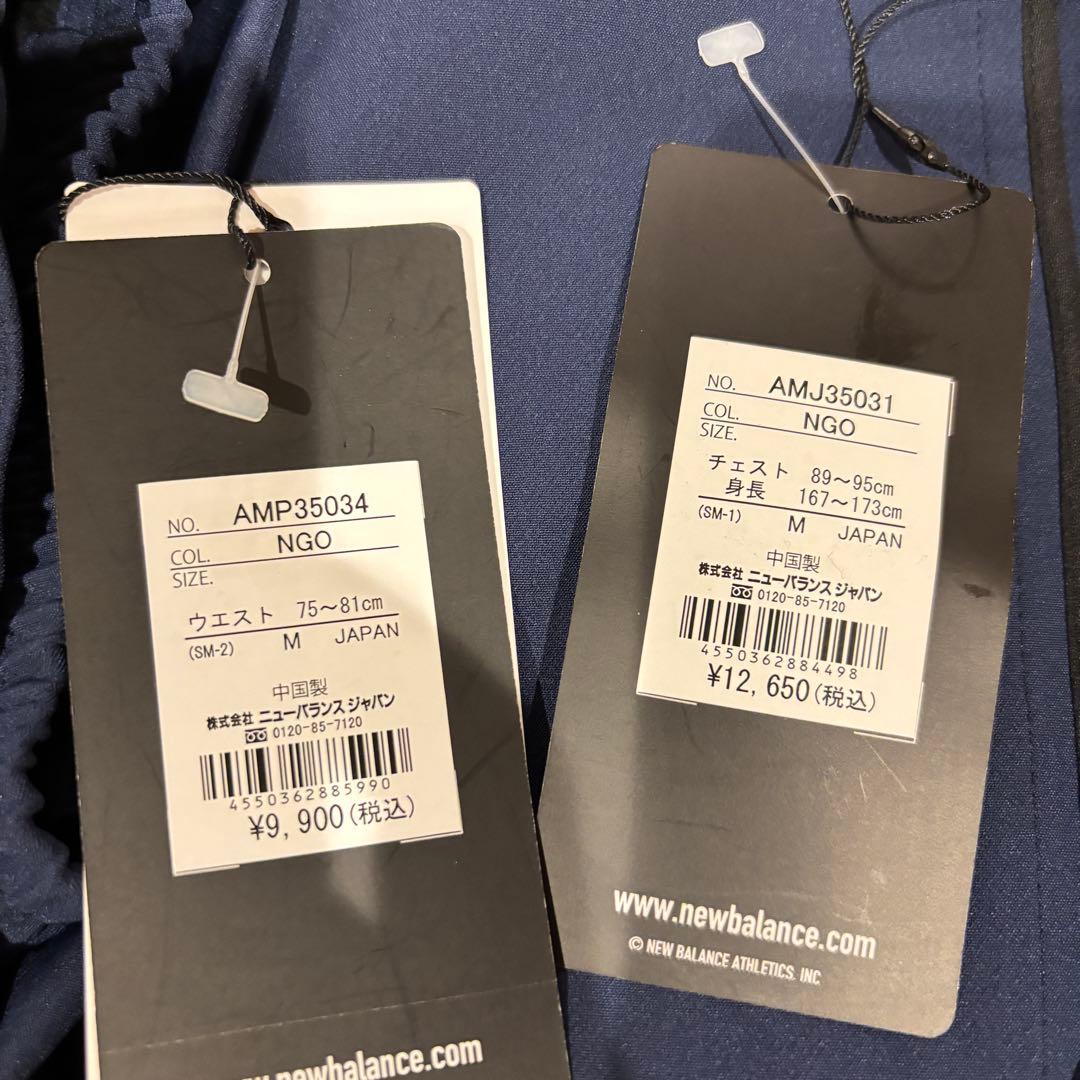 NO. AMP35034
COL. NGO
SIZE.
ウエスト 75～81cm
(SM-2) M JAPAN
中国製
株式会社 ニューバランス ジャパン
0120-85-7120
4550362885990
¥9,900(税込)
www.newbalance.com
NO. AMJ35031
COL. NGO
SIZE.
チェスト 89～95cm
身長 167～173cm
(SM-1) M JAPAN
中国製
株式会社 ニューバランス ジャパン
0120-85-7120
4550362884498
¥12,650(税込)
www.newbalance.com
© NEW BALANCE ATHLETICS, INC